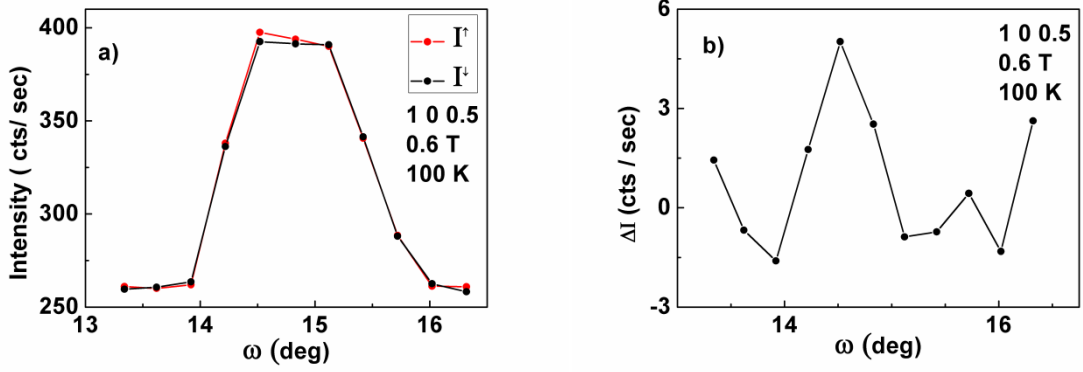 a)
I↑
I↓
1 0 0.5
0.6 T
100 K
400
350
300
250
13
14
15
16
Intensity ( cts/ sec)
ω (deg)
b)
1 0 0.5
0.6 T
100 K
6
3
0
-3
14
16
ΔI (cts / sec)
ω (deg)